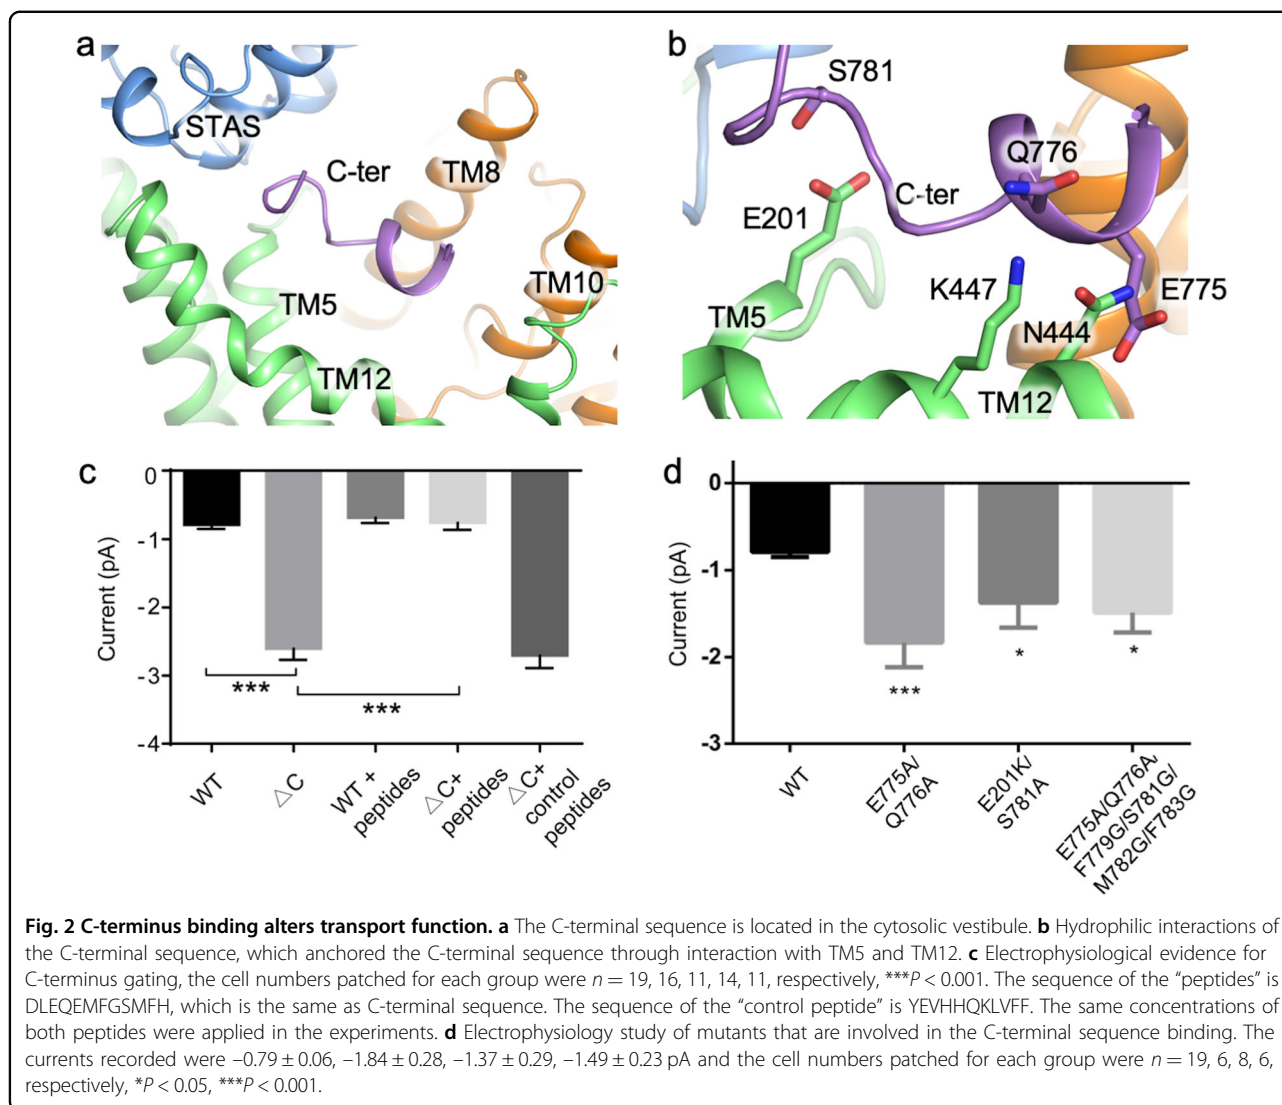 a
STAS
C-ter
TM8
TM10
TM5
TM12
b
S781
Q776
C-ter
E201
K447
E775
TM5
N444
TM12
c
0
-1
-2
-3
-4
Current (pA)
***
***
WT
△C
WT +
peptides
△C+
peptides
△C+
control
peptides
d
0
-1
-2
-3
Current (pA)
***
*
*
WT
E775A/
Q776A
E201K/
S781A
E775A/Q776A/
F779G/S781G/
M782G/F783G
Fig. 2 C-terminus binding alters transport function. a The C-terminal sequence is located in the cytosolic vestibule. b Hydrophilic interactions of
the C-terminal sequence, which anchored the C-terminal sequence through interaction with TM5 and TM12. c Electrophysiological evidence for
C-terminus gating, the cell numbers patched for each group were n = 19, 16, 11, 14, 11, respectively, ***P < 0.001. The sequence of the “peptides” is
DLEQEMFGSMFH, which is the same as C-terminal sequence. The sequence of the “control peptide” is YEVHHQKLVFF. The same concentrations of
both peptides were applied in the experiments. d Electrophysiology study of mutants that are involved in the C-terminal sequence binding. The
currents recorded were –0.79 ± 0.06, –1.84 ± 0.28, –1.37 ± 0.29, –1.49 ± 0.23 pA and the cell numbers patched for each group were n = 19, 6, 8, 6,
respectively, *P < 0.05, ***P < 0.001.